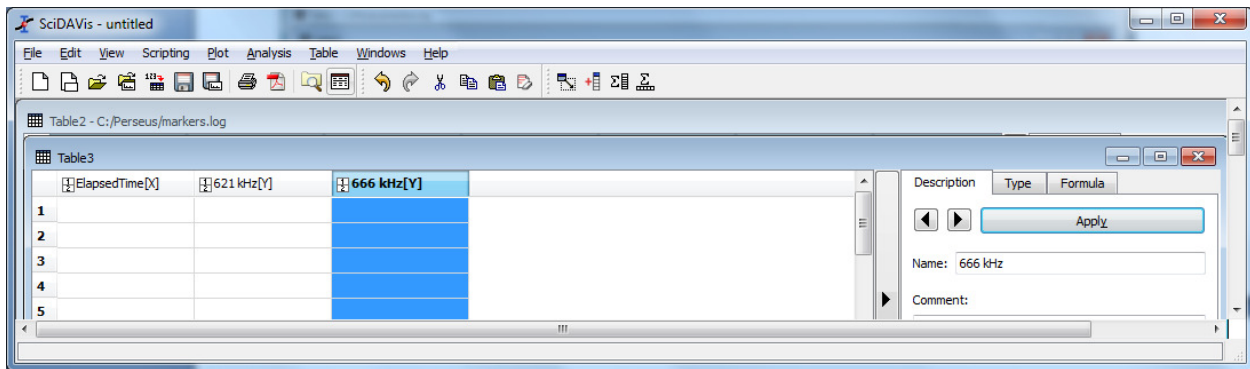 SciDAVis - untitled
File Edit View Scripting Plot Analysis Table Windows Help
Table2 - C:/Perseus/markers.log
Table3
ElapsedTime[X] 621 kHz[Y] 666 kHz[Y]
Description Type Formula
1
Apply
2
3
Name: 666 kHz
4
Comment:
5